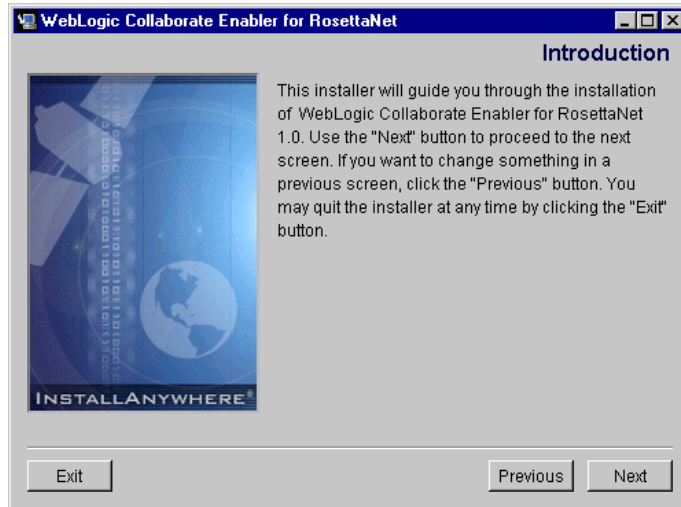 WebLogic Collaborate Enabler for RosettaNet
Introduction
This installer will guide you through the installation
of WebLogic Collaborate Enabler for RosettaNet
1.0. Use the "Next" button to proceed to the next
screen. If you want to change something in a
previous screen, click the "Previous" button. You
may quit the installer at any time by clicking the "Exit"
button.
INSTALLANYWHERE®
Exit
Previous
Next